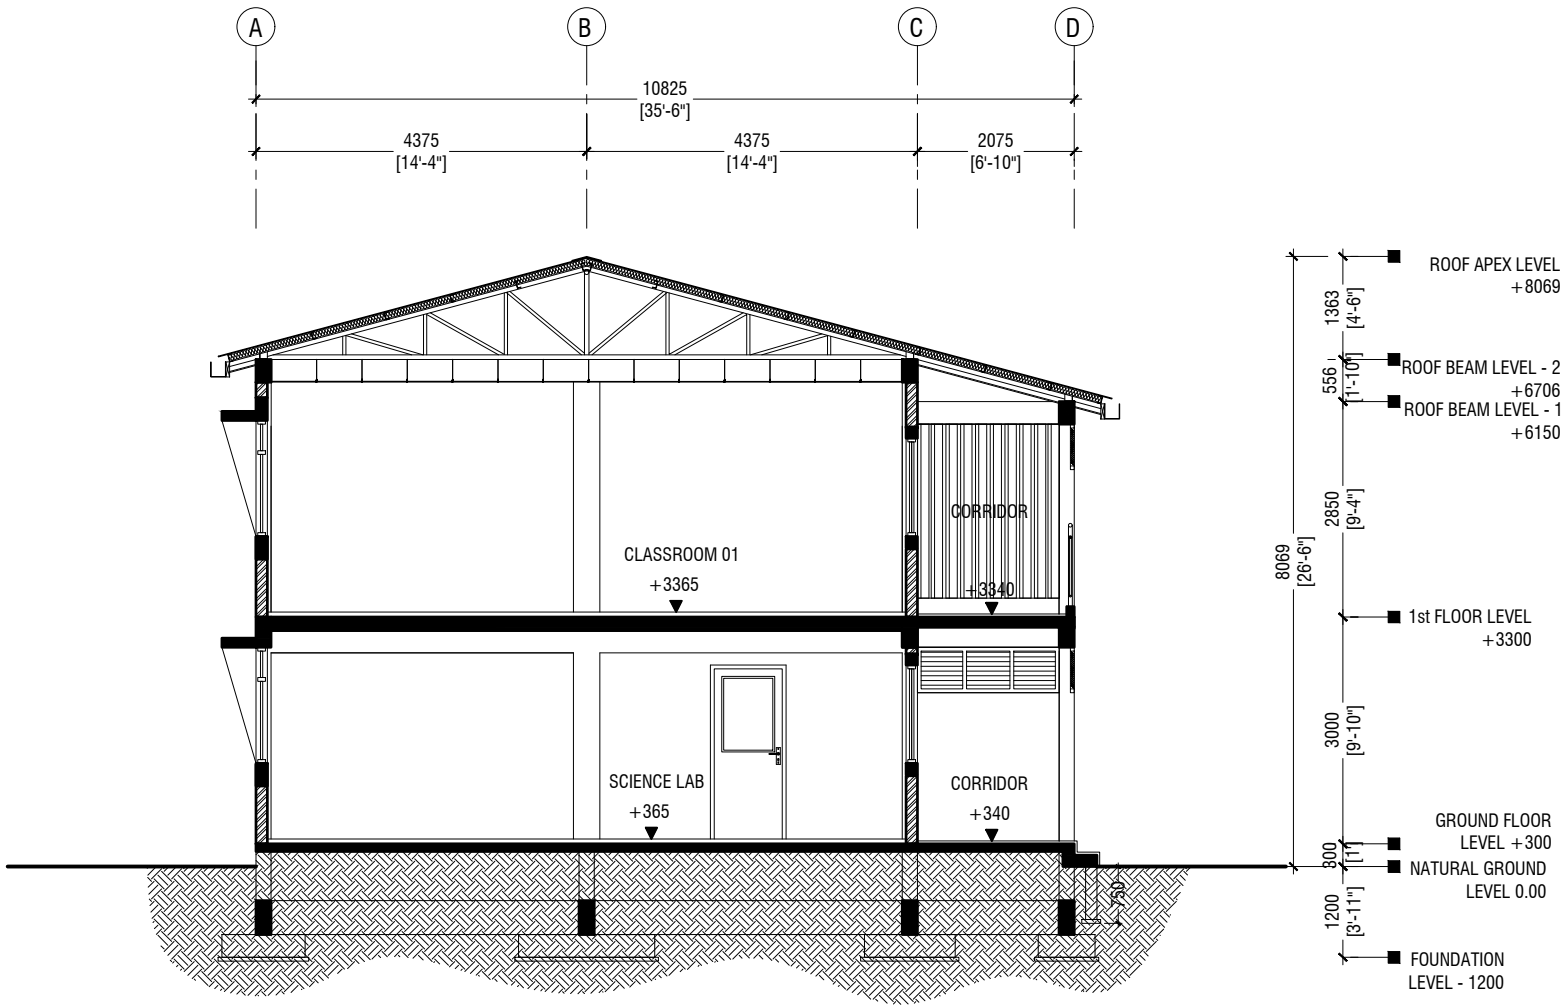 A B C D
10825
[35'-6"]
4375 4375 2075
[14'-4"] [14'-4"] [6'-10"]
ROOF APEX LEVEL
+8069
1363
[4'-6"]
ROOF BEAM LEVEL - 2
+6706
556
[1'-10"]
ROOF BEAM LEVEL - 1
+6150
CORRIDOR
2850
[9'-4"]
CLASSROOM 01
+3365
+3340
8069
[26'-6"]
1st FLOOR LEVEL
+3300
3000
[9'-10"]
SCIENCE LAB
+365
CORRIDOR
+340
GROUND FLOOR
LEVEL +300
300
[1']
NATURAL GROUND
LEVEL 0.00
750
1200
[3'-11"]
FOUNDATION
LEVEL - 1200